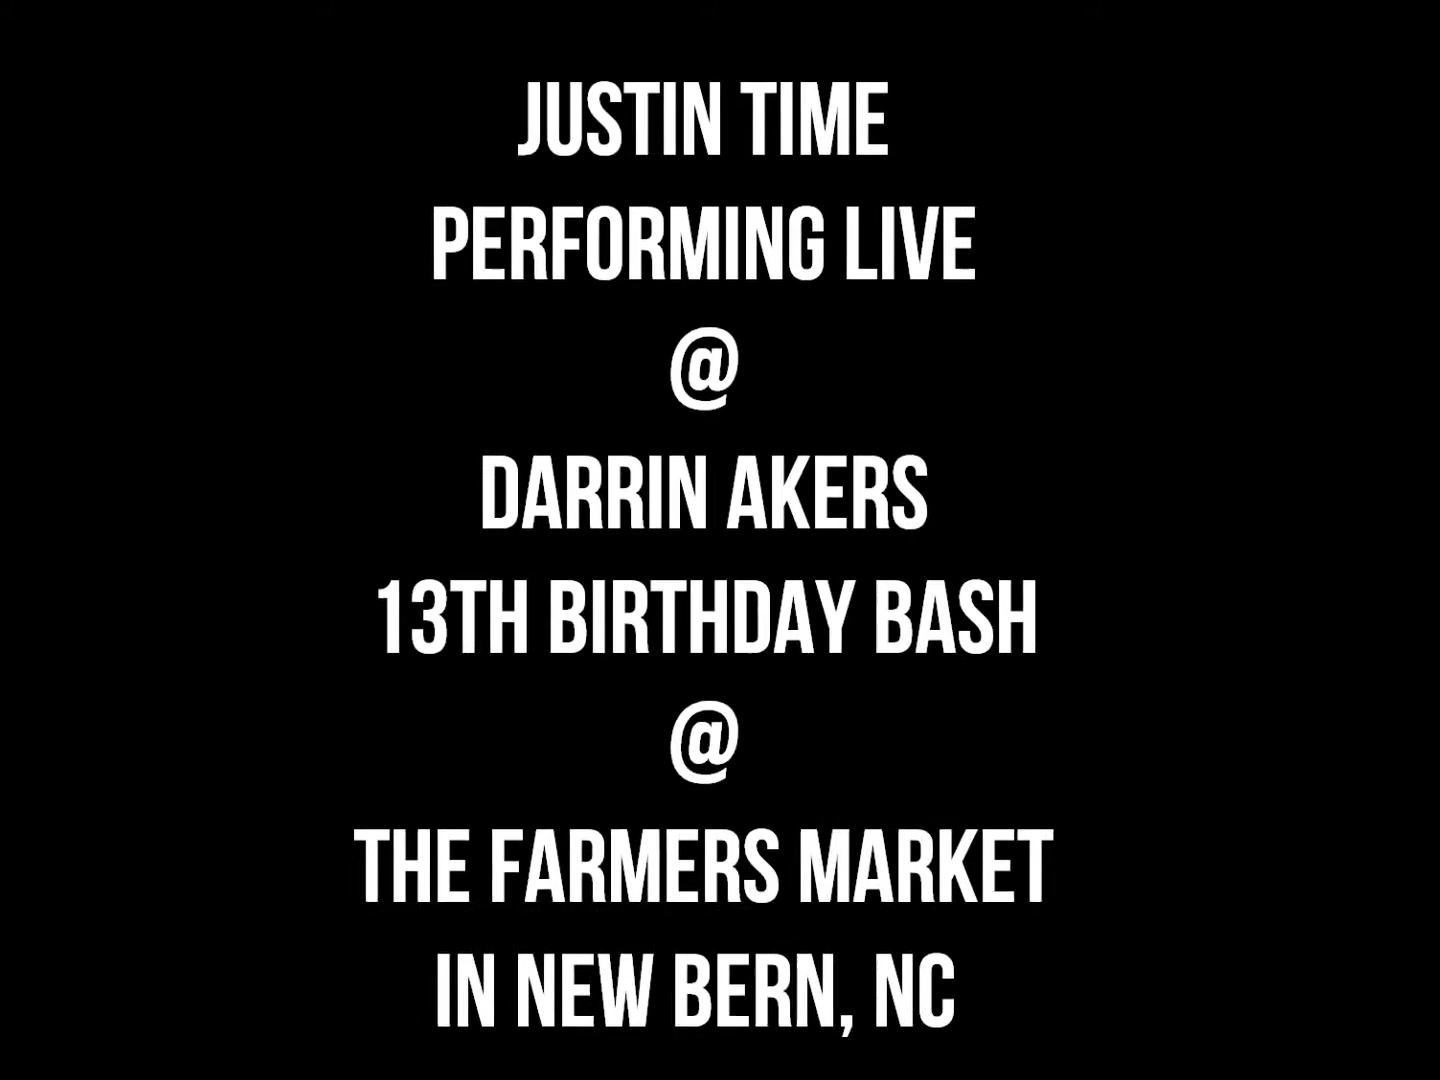 JUSTIN TIME
PERFORMING LIVE
@
DARRIN AKERS
13TH BIRTHDAY BASH
@
THE FARMERS MARKET
IN NEW BERN, NC